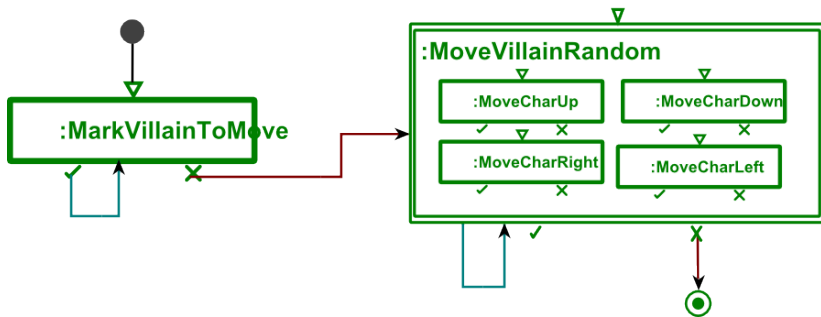 :MoveVillainRandom
:MarkVillainToMove
:MoveCharUp
:MoveCharDown
:MoveCharRight
:MoveCharLeft